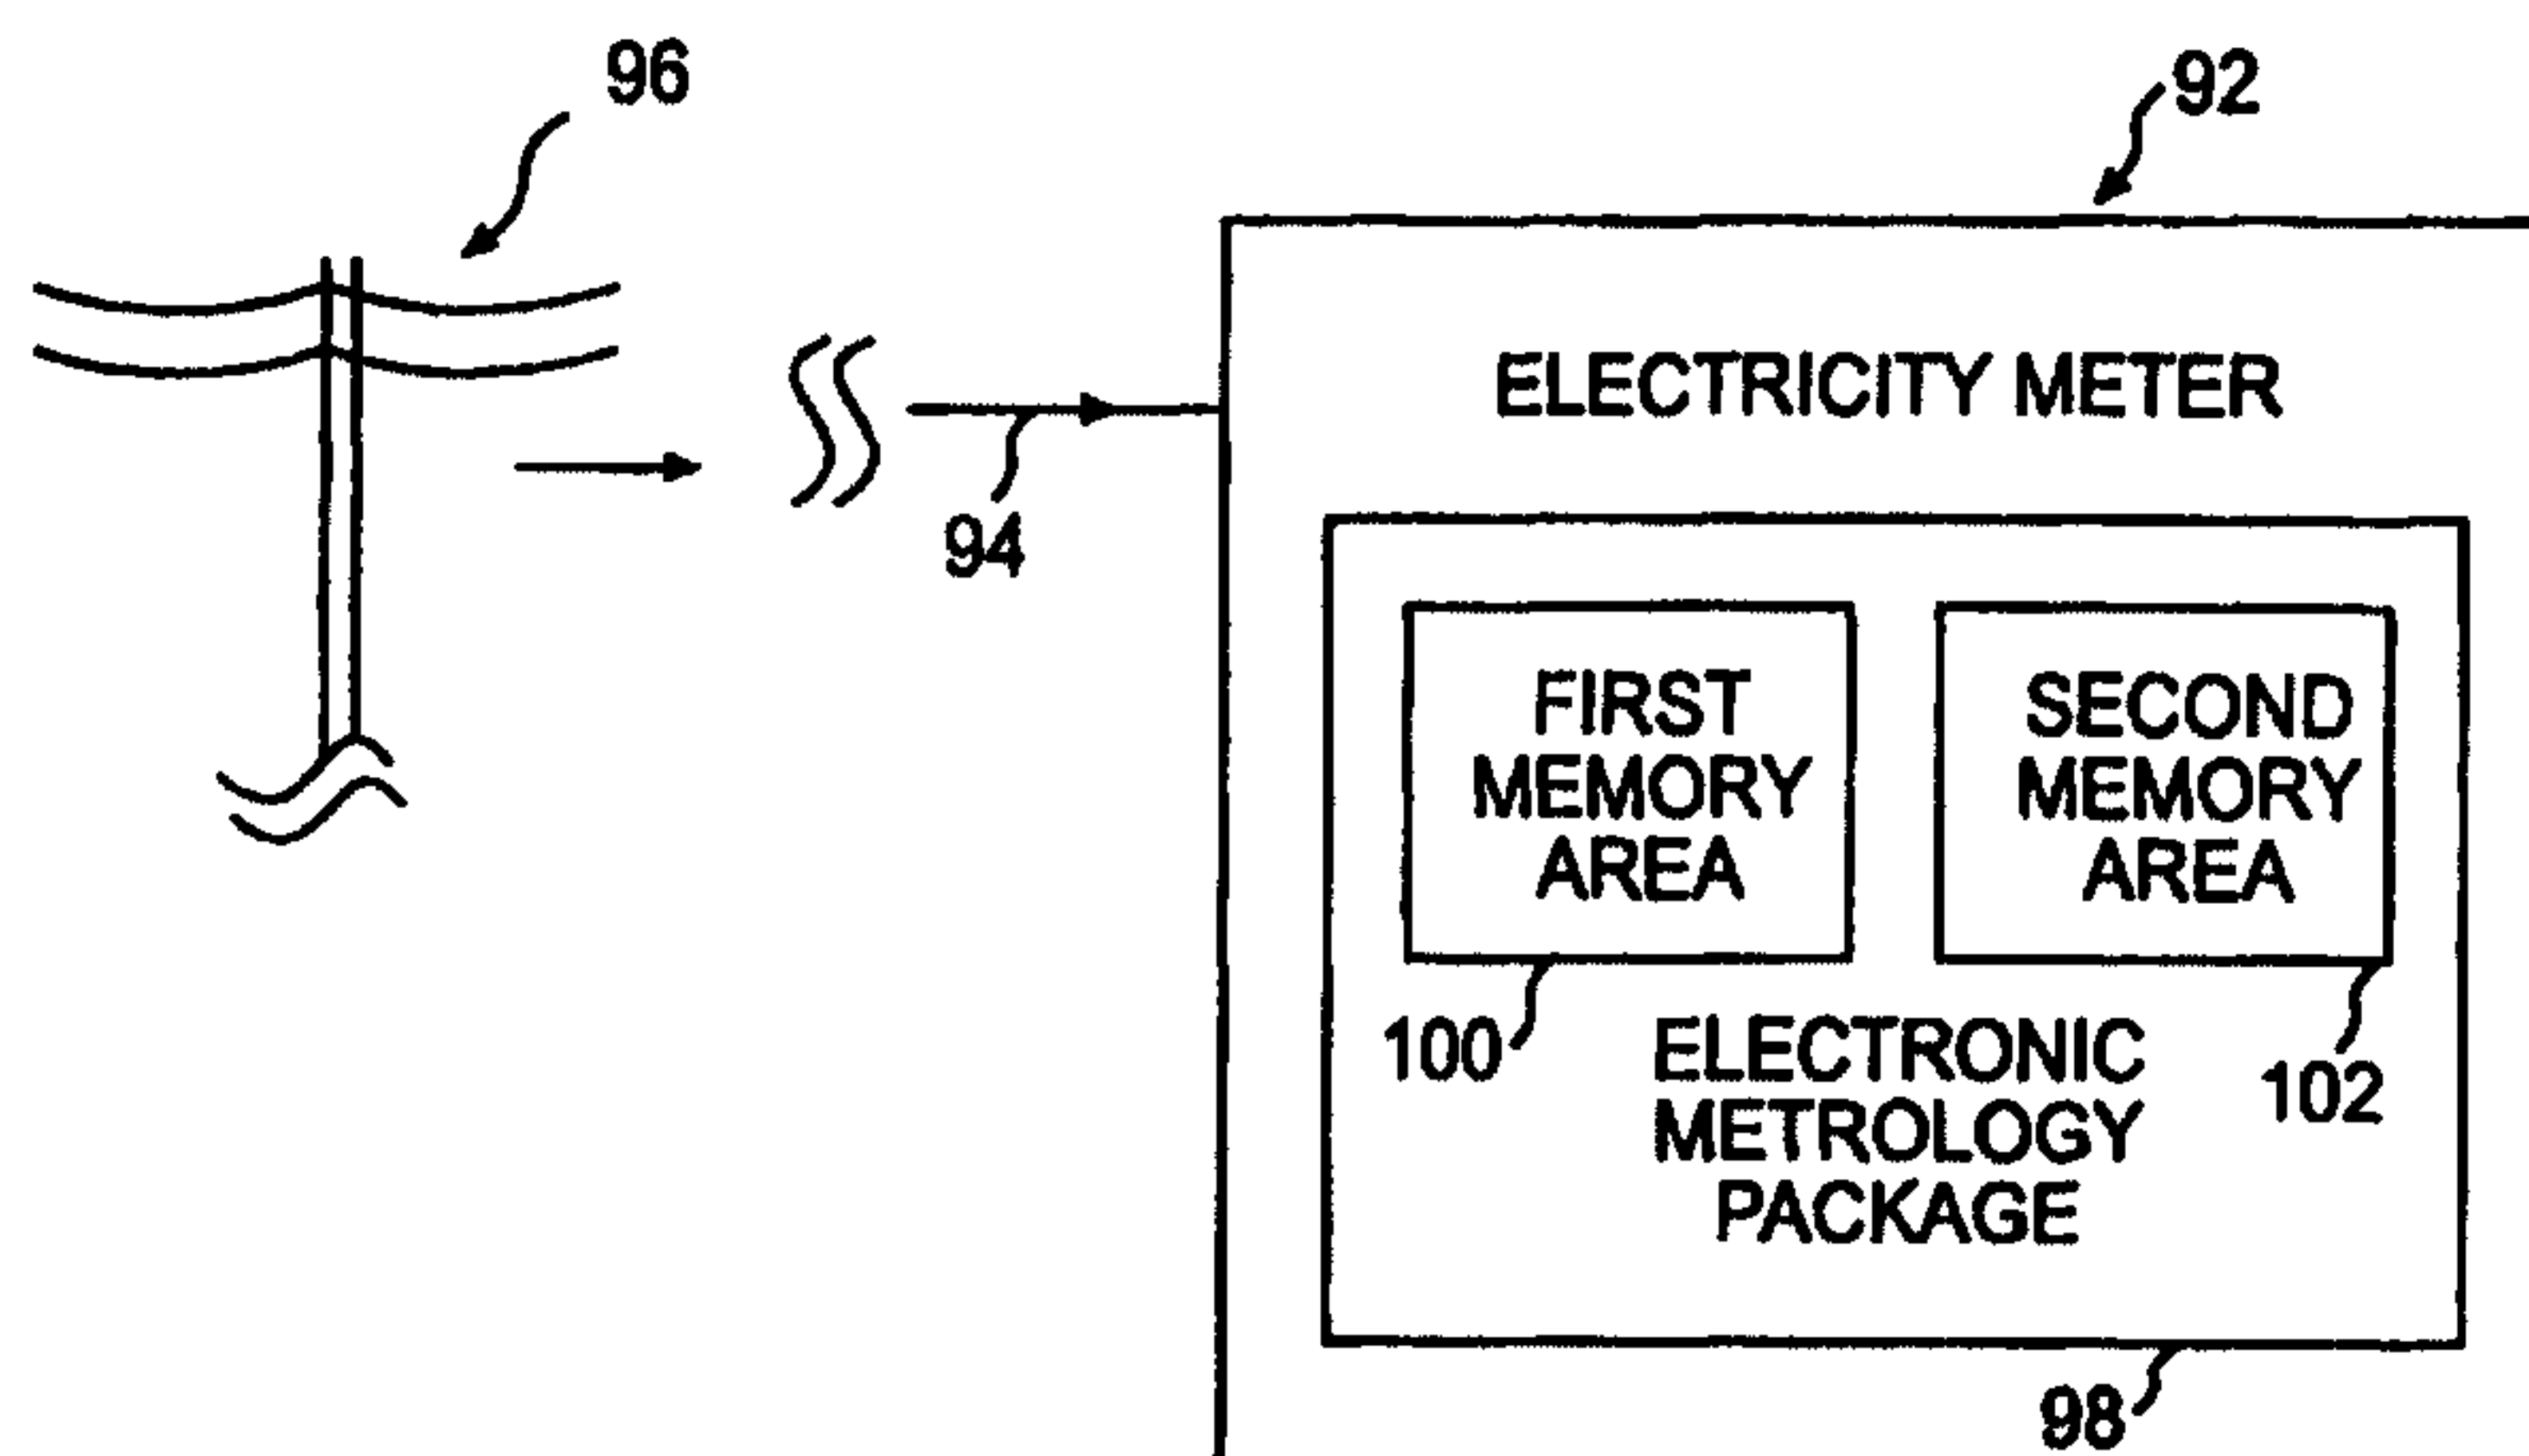 96
92
ELECTRICITY METER
94
FIRST
MEMORY
AREA
SECOND
MEMORY
AREA
100
102
ELECTRONIC
METROLOGY
PACKAGE
98